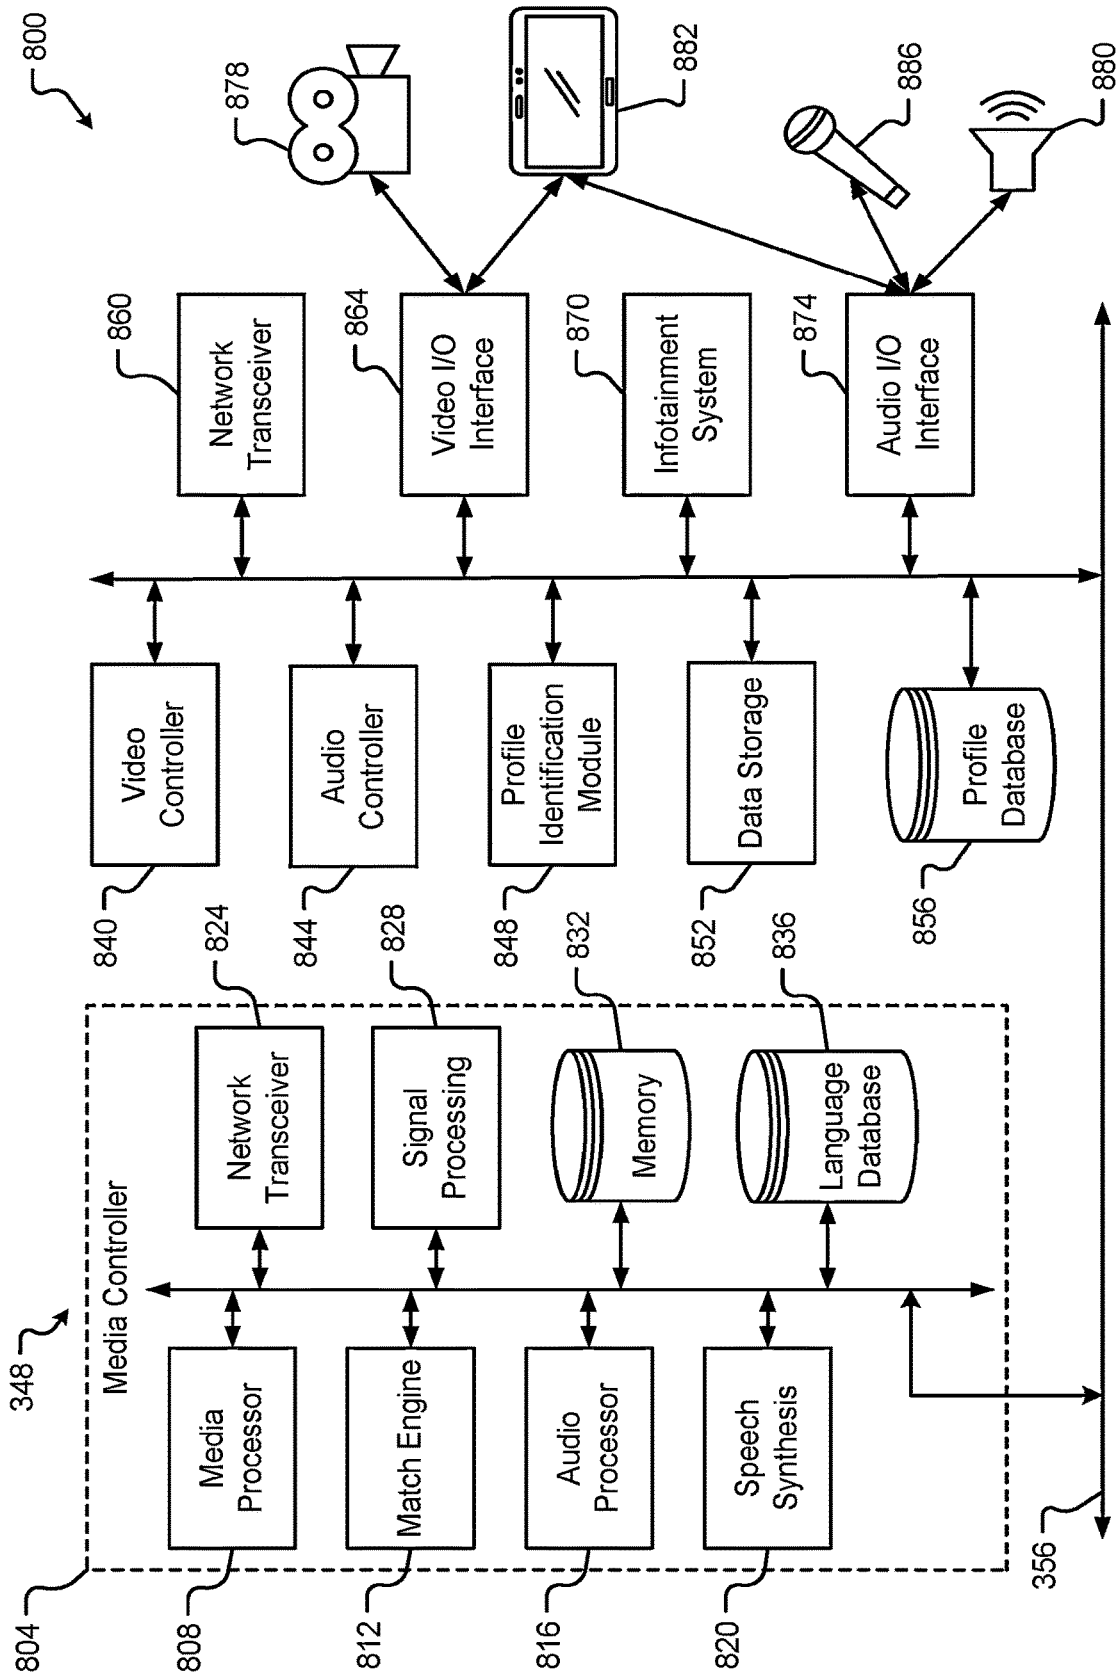 800
348
804
Media Controller
808
Media
Processor
812
Match Engine
816
Audio
Processor
820
Speech
Synthesis
824
Network
Transceiver
828
Signal
Processing
832
Memory
836
Language
Database
356
840
Video
Controller
844
Audio
Controller
848
Profile
Identification
Module
852
Data Storage
856
Profile
Database
860
Network
Transceiver
864
Video I/O
Interface
870
Infotainment
System
874
Audio I/O
Interface
878
882
886
880